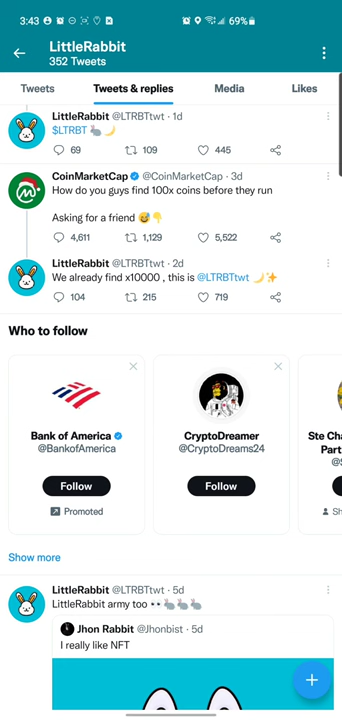 3:43
69%
LittleRabbit
352 Tweets
Tweets
Tweets & replies
Media
Likes
LittleRabbit @LTRBTtwt · 1d
$LTRBT 🐇🌙
69 109 445
CoinMarketCap @CoinMarketCap · 3d
How do you guys find 100x coins before they run
Asking for a friend 😅👇
4,611 1,129 5,522
LittleRabbit @LTRBTtwt · 2d
We already find x10000 , this is @LTRBTtwt 🌙✨
104 215 719
Who to follow
Bank of America
@BankofAmerica
Follow
Promoted
CryptoDreamer
@CryptoDreams24
Follow
Ste Cha
Part
@S
Sh
Show more
LittleRabbit @LTRBTtwt · 5d
LittleRabbit army too 👀🐇🐇🐇
Jhon Rabbit @Jhonbist · 5d
I really like NFT